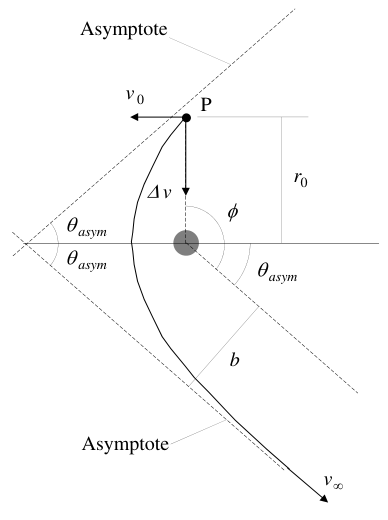 Asymptote
v₀
P
Δv
r₀
ϕ
θasym
θasym
θasym
b
Asymptote
v∞